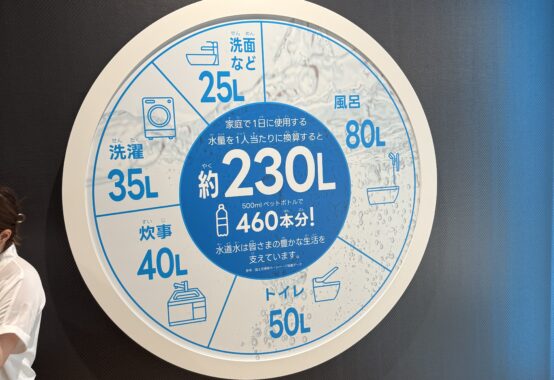 洗面
など
25L
風呂
80L
洗濯
35L
炊事
40L
トイレ
50L
家庭で1日に使用する
水量を1人当たりに換算すると
約230L
500mlペットボトルで
460本分!
水道水は皆さまの豊かな生活を
支えています。